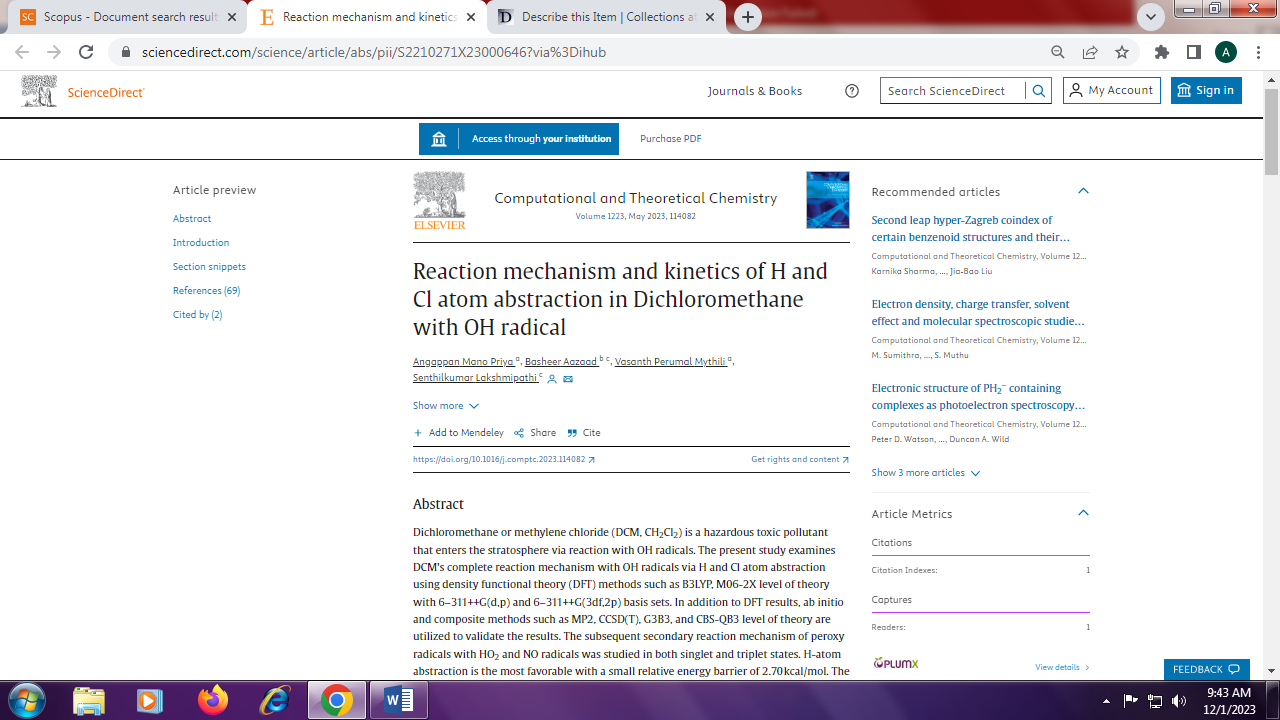 Scopus - Document search result
Reaction mechanism and kinetics
Describe this Item | Collections a
sciencedirect.com/science/article/abs/pii/S2210271X23000646?via%3Dihub
A
ScienceDirect
Journals & Books
Search ScienceDirect
My Account
Sign in
Access through your institution
Purchase PDF
Article preview
Abstract
Introduction
Section snippets
References (69)
Cited by (2)
ELSEVIER
Computational and Theoretical Chemistry
Volume 1223, May 2023, 114082
Reaction mechanism and kinetics of H and
Cl atom abstraction in Dichloromethane
with OH radical
Angappan Mano Priya a, Basheer Aazaad b c, Vasanth Perumal Mythili a,
Senthilkumar Lakshmipathi c
Show more
Add to Mendeley
Share
Cite
https://doi.org/10.1016/j.comptc.2023.114082
Get rights and content
Abstract
Dichloromethane or methylene chloride (DCM, CH2Cl2) is a hazardous toxic pollutant
that enters the stratosphere via reaction with OH radicals. The present study examines
DCM's complete reaction mechanism with OH radicals via H and Cl atom abstraction
using density functional theory (DFT) methods such as B3LYP, M06-2X level of theory
with 6–311++G(d,p) and 6–311++G(3df,2p) basis sets. In addition to DFT results, ab initio
and composite methods such as MP2, CCSD(T), G3B3, and CBS-QB3 level of theory are
utilized to validate the results. The subsequent secondary reaction mechanism of peroxy
radicals with HO2 and NO radicals was studied in both singlet and triplet states. H-atom
abstraction is the most favorable with a small relative energy barrier of 2.70 kcal/mol. The
Recommended articles
Second leap hyper-Zagreb coindex of
certain benzenoid structures and their…
Computational and Theoretical Chemistry, Volume 12…
Karnika Sharma, …, Jia-Bao Liu
Electron density, charge transfer, solvent
effect and molecular spectroscopic studie…
Computational and Theoretical Chemistry, Volume 12…
M. Sumithra, …, S. Muthu
Electronic structure of PH2− containing
complexes as photoelectron spectroscopy…
Computational and Theoretical Chemistry, Volume 12…
Peter D. Watson, …, Duncan A. Wild
Show 3 more articles
Article Metrics
Citations
Citation Indexes: 1
Captures
Readers: 1
PLUMX
View details
FEEDBACK
9:43 AM
12/1/2023